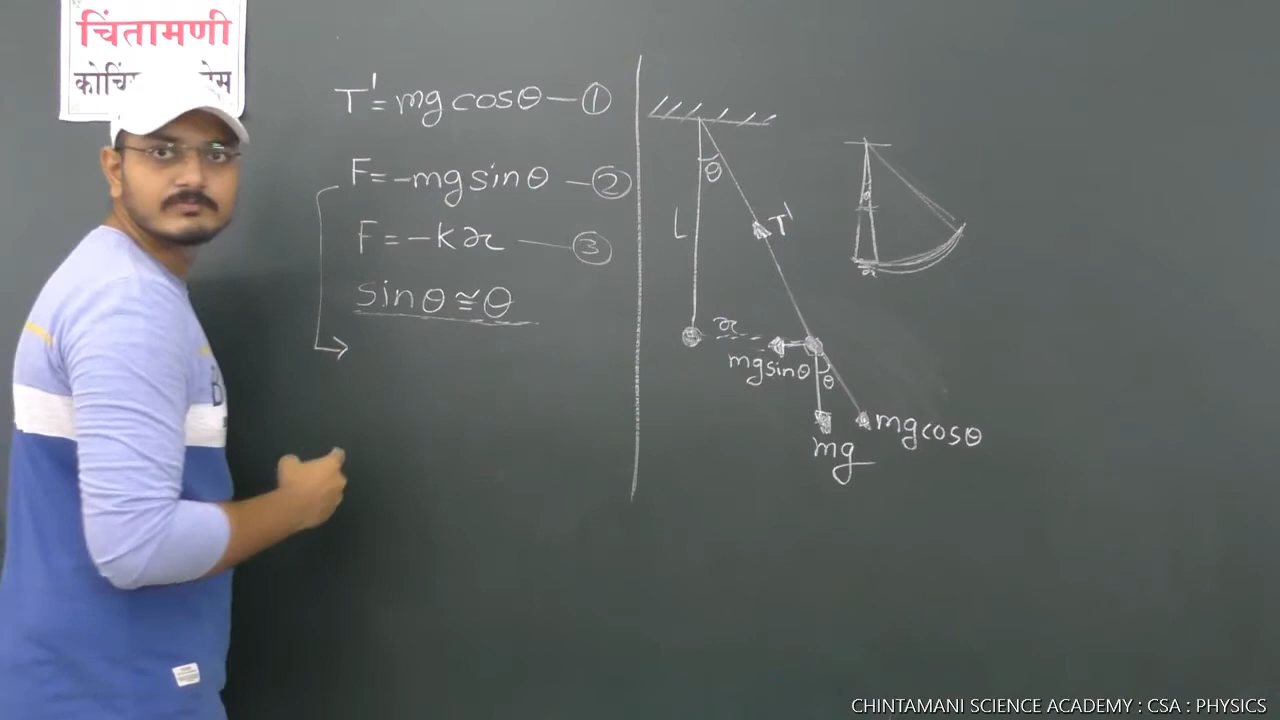 चिंतामणी
T' = mg cosθ — ①
F = -mg sinθ — ②
F = -kx — ③
sinθ ≅ θ
θ
L
T'
x
mg sinθ
θ
mg cosθ
mg
θ
x
CHINTAMANI SCIENCE ACADEMY : CSA : PHYSICS